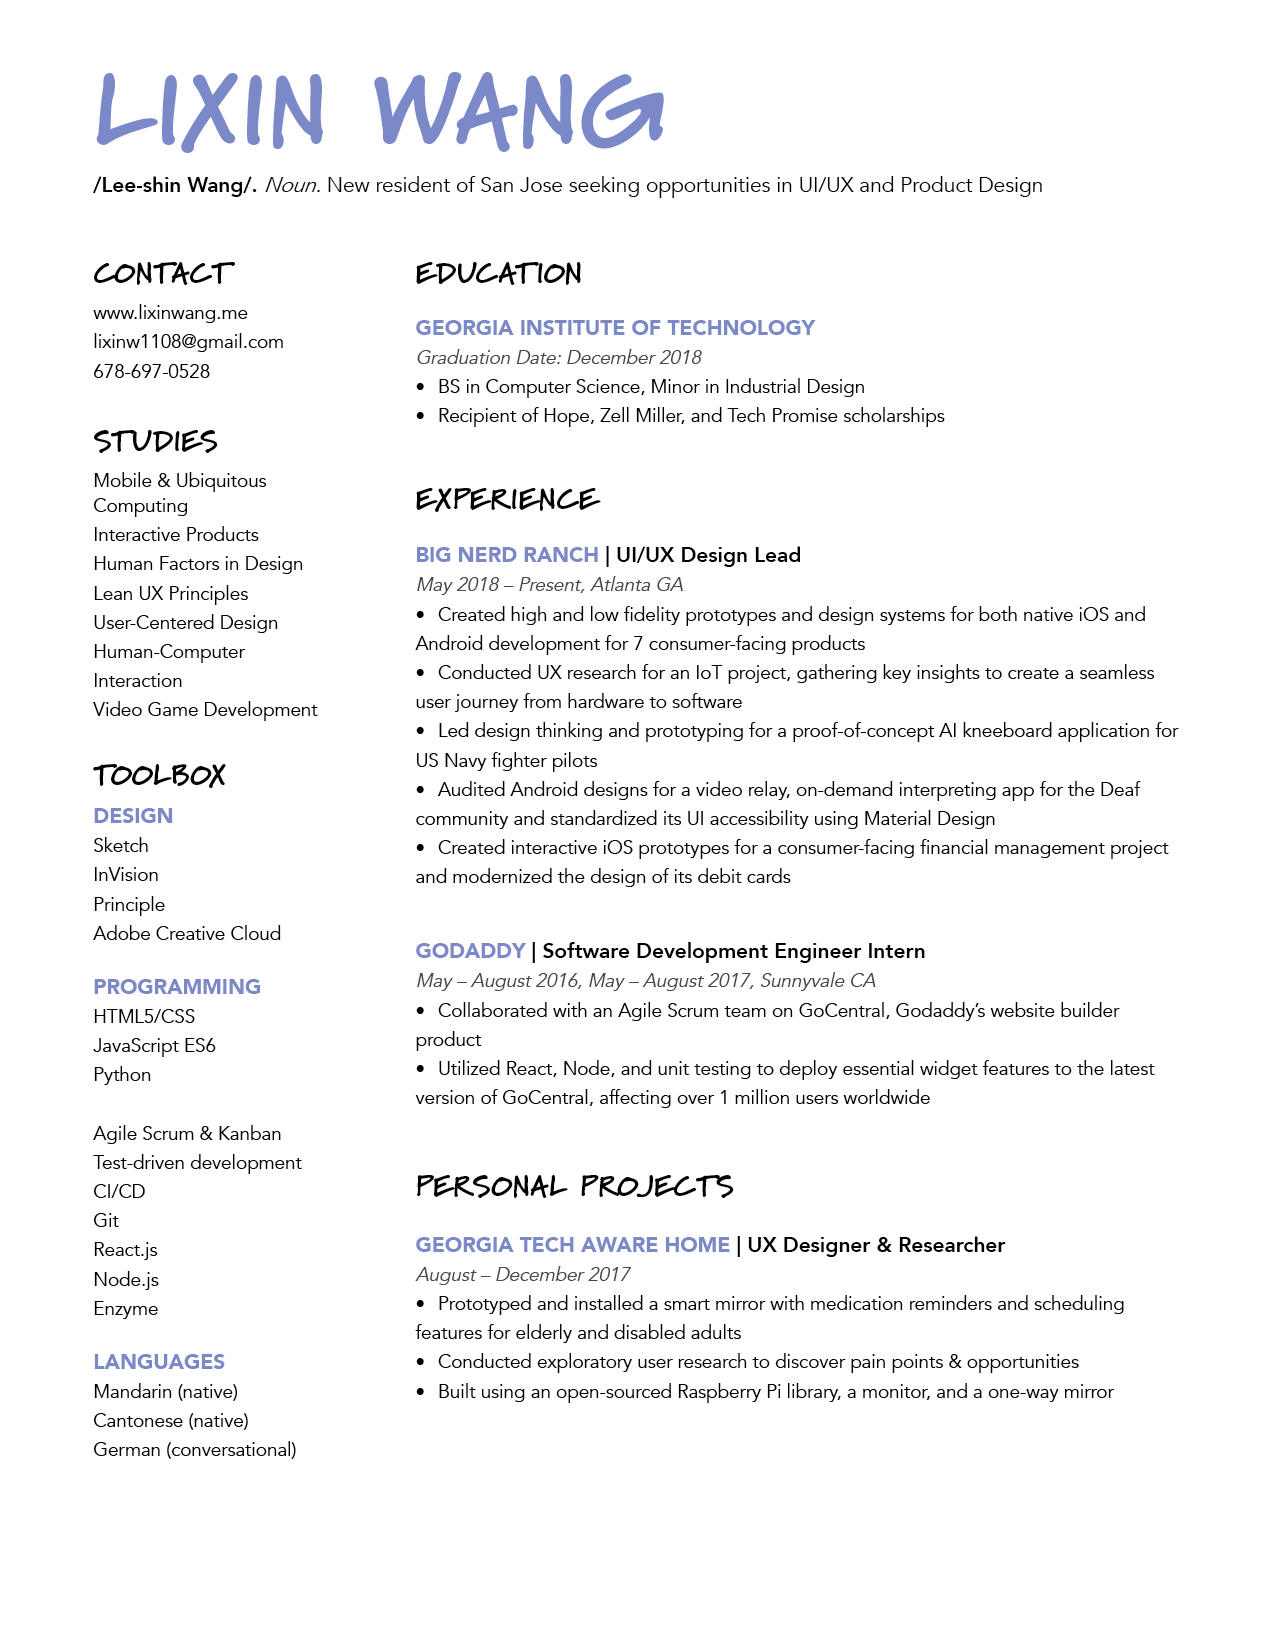 LIXIN WANG
/Lee-shin Wang/. Noun. New resident of San Jose seeking opportunities in UI/UX and Product Design
CONTACT
www.lixinwang.me
lixinw1108@gmail.com
678-697-0528
STUDIES
Mobile & Ubiquitous
Computing
Interactive Products
Human Factors in Design
Lean UX Principles
User-Centered Design
Human-Computer
Interaction
Video Game Development
TOOLBOX
DESIGN
Sketch
InVision
Principle
Adobe Creative Cloud
PROGRAMMING
HTML5/CSS
JavaScript ES6
Python
Agile Scrum & Kanban
Test-driven development
CI/CD
Git
React.js
Node.js
Enzyme
LANGUAGES
Mandarin (native)
Cantonese (native)
German (conversational)
EDUCATION
GEORGIA INSTITUTE OF TECHNOLOGY
Graduation Date: December 2018
• BS in Computer Science, Minor in Industrial Design
• Recipient of Hope, Zell Miller, and Tech Promise scholarships
EXPERIENCE
BIG NERD RANCH | UI/UX Design Lead
May 2018 – Present, Atlanta GA
• Created high and low fidelity prototypes and design systems for both native iOS and
Android development for 7 consumer-facing products
• Conducted UX research for an IoT project, gathering key insights to create a seamless
user journey from hardware to software
• Led design thinking and prototyping for a proof-of-concept AI kneeboard application for
US Navy fighter pilots
• Audited Android designs for a video relay, on-demand interpreting app for the Deaf
community and standardized its UI accessibility using Material Design
• Created interactive iOS prototypes for a consumer-facing financial management project
and modernized the design of its debit cards
GODADDY | Software Development Engineer Intern
May – August 2016, May – August 2017, Sunnyvale CA
• Collaborated with an Agile Scrum team on GoCentral, Godaddy’s website builder
product
• Utilized React, Node, and unit testing to deploy essential widget features to the latest
version of GoCentral, affecting over 1 million users worldwide
PERSONAL PROJECTS
GEORGIA TECH AWARE HOME | UX Designer & Researcher
August – December 2017
• Prototyped and installed a smart mirror with medication reminders and scheduling
features for elderly and disabled adults
• Conducted exploratory user research to discover pain points & opportunities
• Built using an open-sourced Raspberry Pi library, a monitor, and a one-way mirror